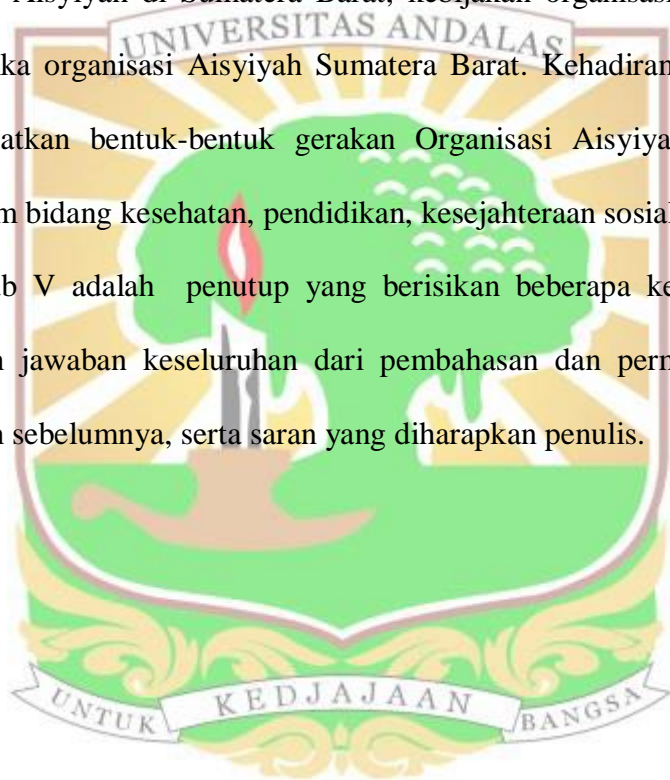 Aisyiyah di Sumatera Barat, kebijakan organisasi
UNIVERSITAS ANDALAS
ka organisasi Aisyiyah Sumatera Barat. Kehadiran
atkan bentuk-bentuk gerakan Organisasi Aisyiya
m bidang kesehatan, pendidikan, kesejahteraan sosial
b V adalah penutup yang berisikan beberapa ke
n jawaban keseluruhan dari pembahasan dan perm
n sebelumnya, serta saran yang diharapkan penulis.
UNTUK KEDJAJAAN BANGSA